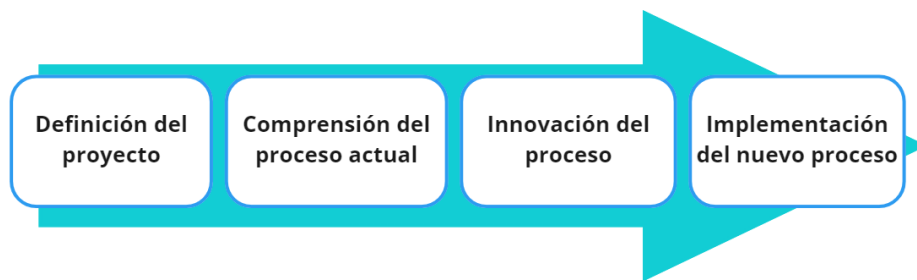 Definición del
proyecto
Comprensión del
proceso actual
Innovación del
proceso
Implementación
del nuevo proceso